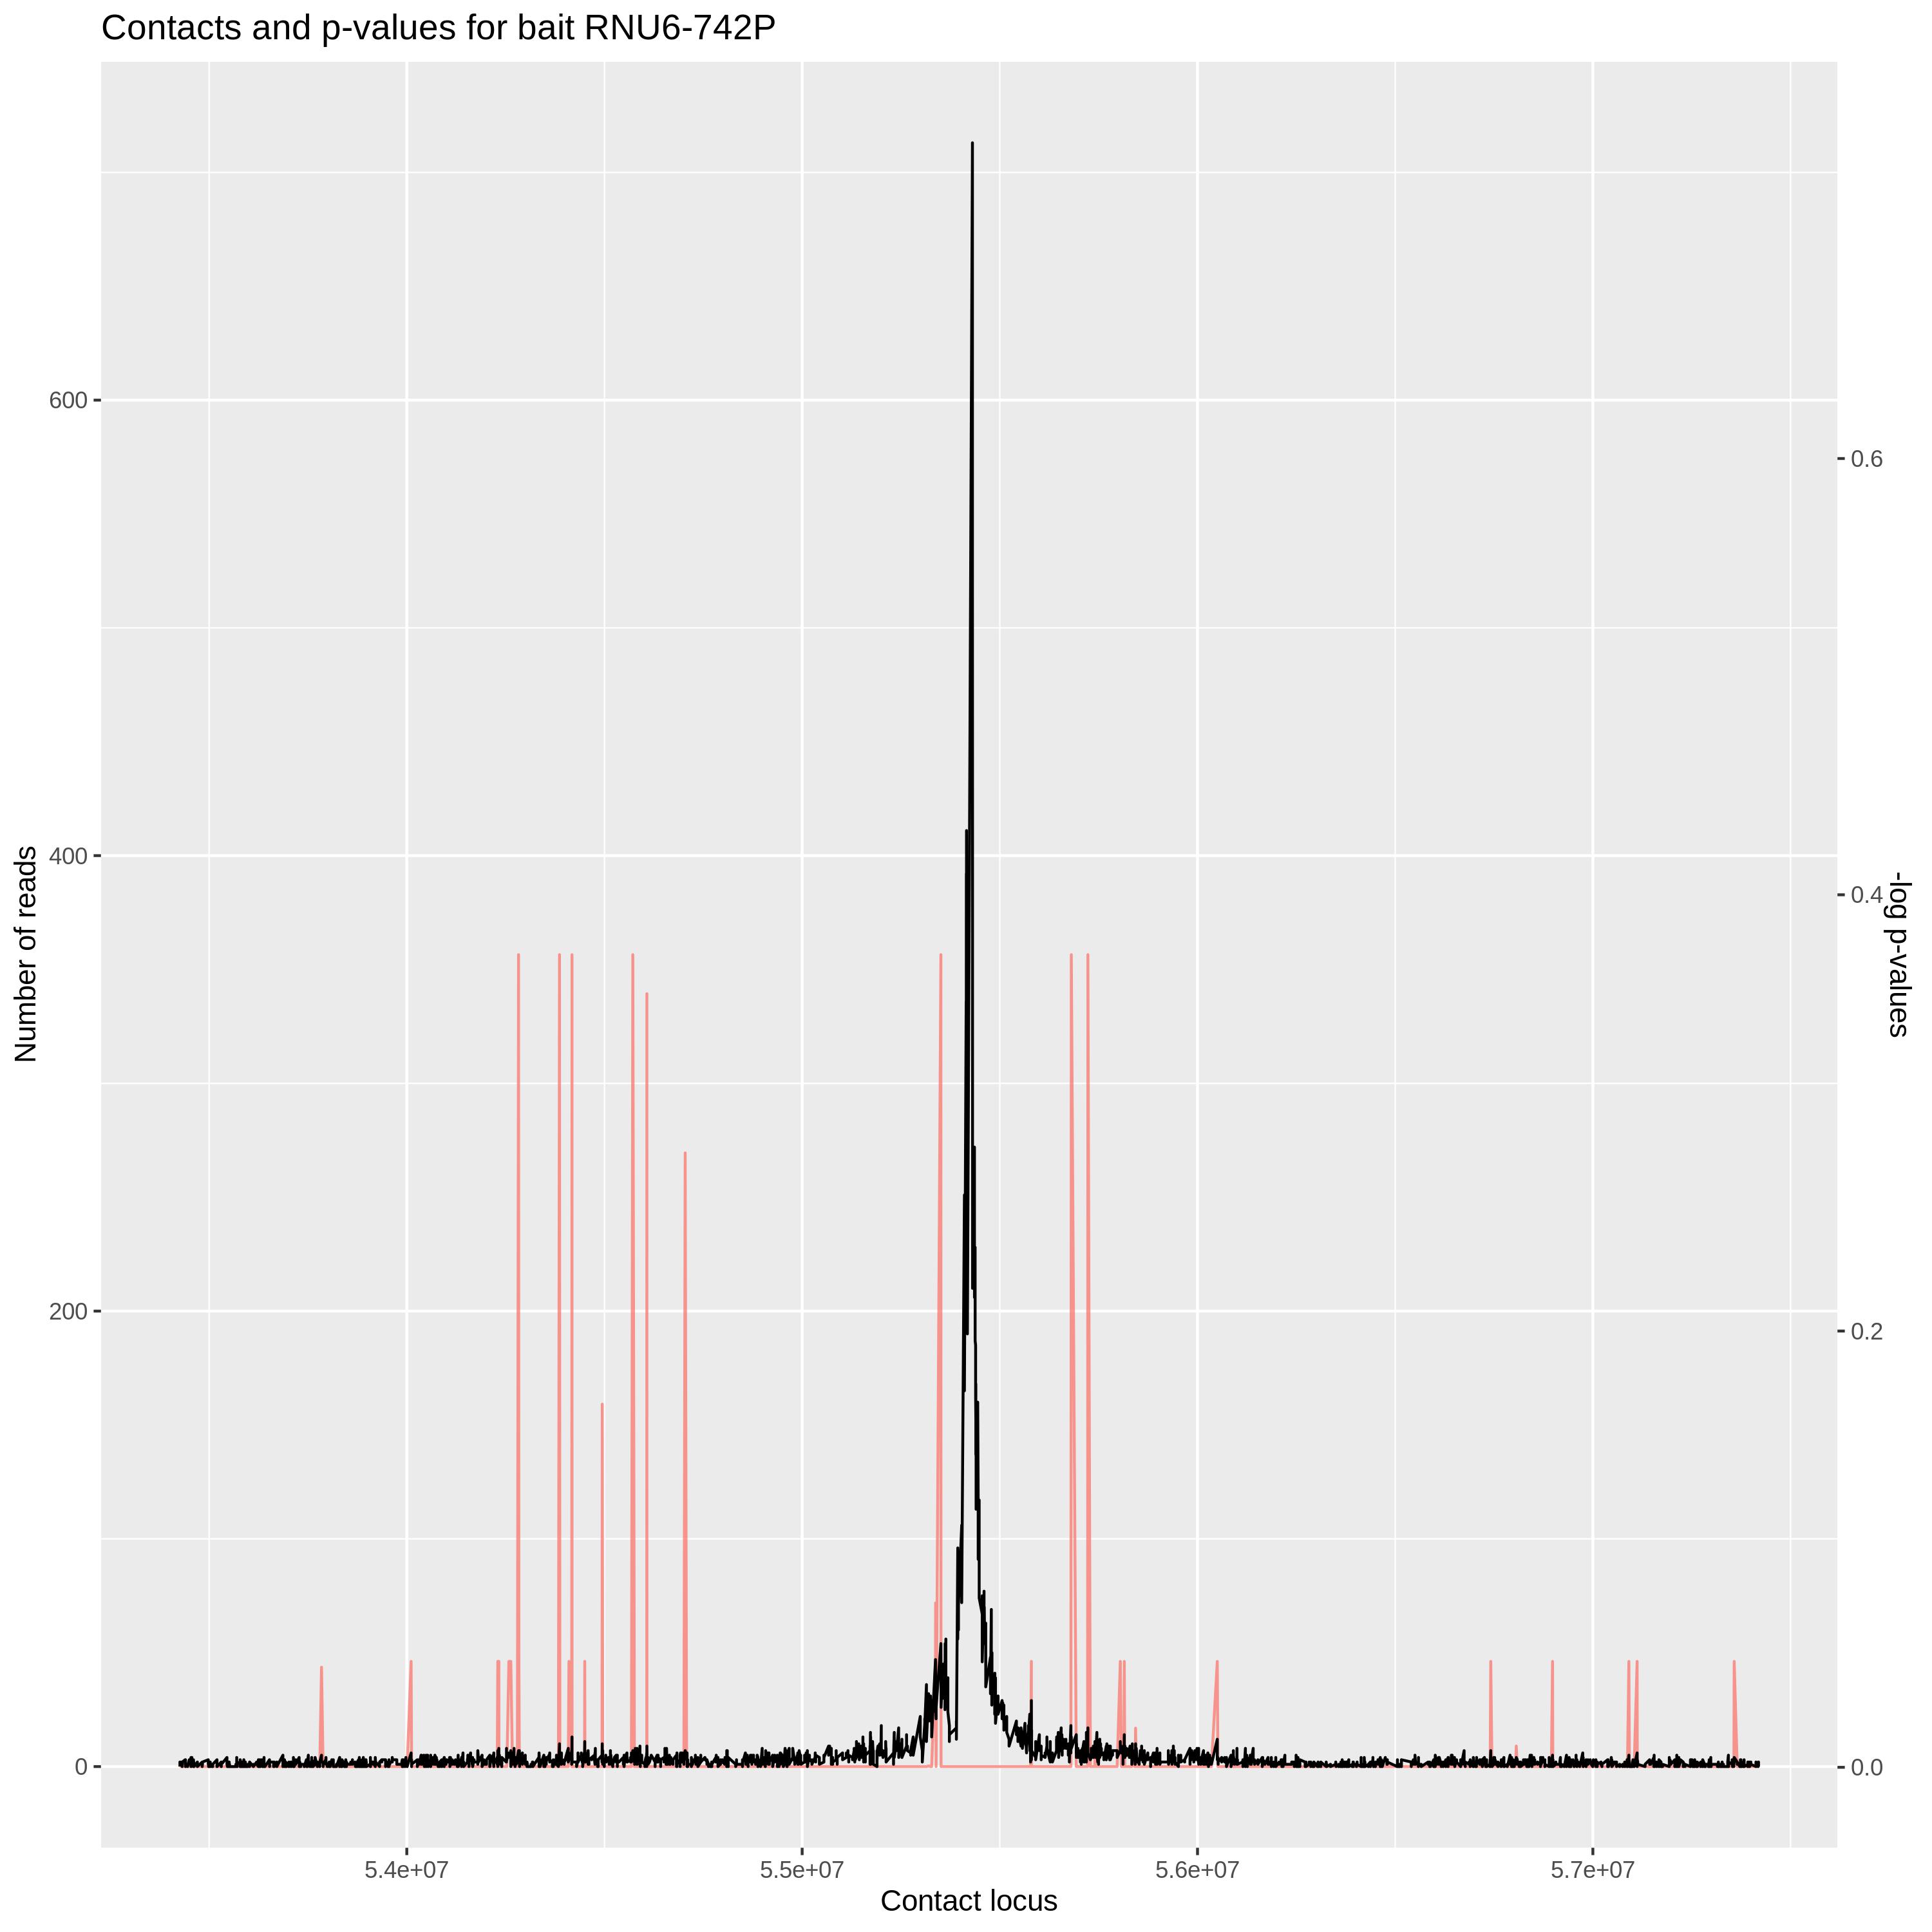 Contacts and p-values for bait RNU6-742P
600
400
200
0
Number of reads
0.6
0.4
0.2
0.0
-log p-values
5.4e+07
5.5e+07
5.6e+07
5.7e+07
Contact locus